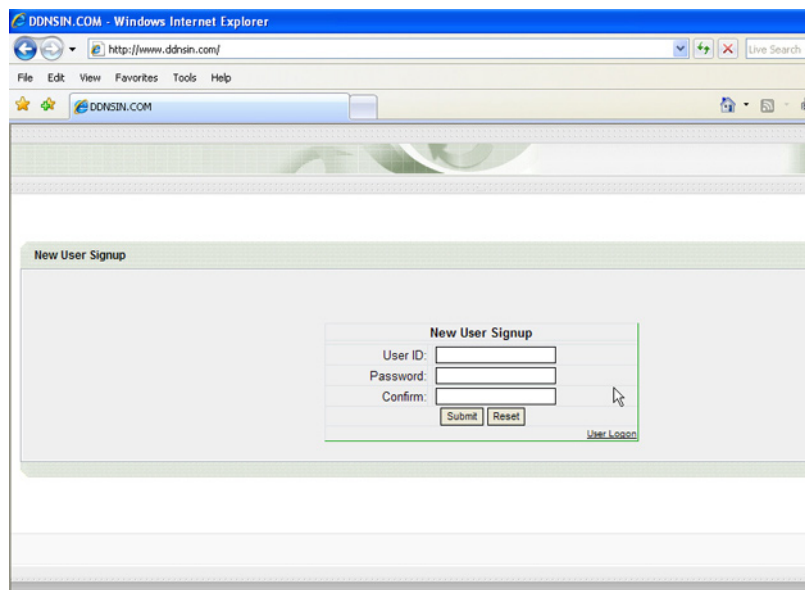 DDNSIN.COM - Windows Internet Explorer
http://www.ddnsin.com/
Live Search
File Edit View Favorites Tools Help
DDNSIN.COM
New User Signup
New User Signup
User ID:
Password:
Confirm:
Submit Reset
User Logon